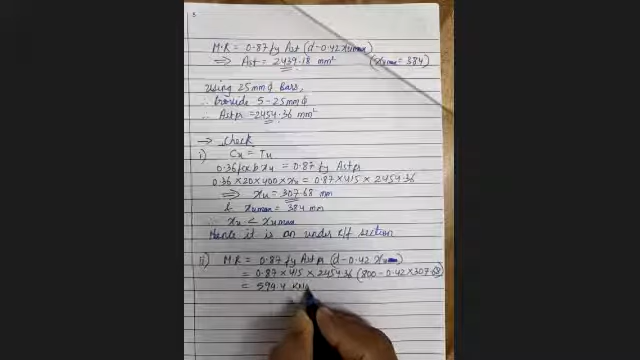 M.R = 0.87 fy Ast (d-0.42 xumax)
⇒ Ast = 2439.18 mm² (xumax = 384)
Using 25mm ϕ Bars,
∴ Provide 5-25mm ϕ
∴ Astpr = 2454.36 mm²
→ Check
i) Cu = Tu
0.36 fck b xu = 0.87 fy Astpr
0.36 × 20 × 400 × xu = 0.87 × 415 × 2454.36
⇒ xu = 307.68 mm
& xumax = 384 mm
∴ xu < xumax
Hence it is an under R/f section
ii) M.R = 0.87 fy Astpr (d-0.42 xu)
= 0.87 × 415 × 2454.36 (800 - 0.42 × 307.68)
= 594.4 KN